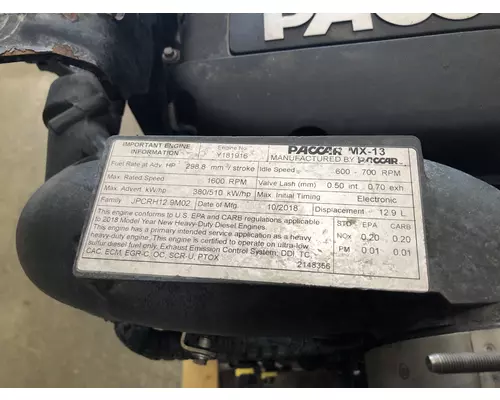 PACCAR
IMPORTANT ENGINE INFORMATION Engine No. Y181916 PACCAR MX-13 MANUFACTURED BY PACCAR
Fuel Rate at Adv. HP 298.8 mm³/stroke Idle Speed 600 - 700 RPM
Max. Rated Speed 1600 RPM Valve Lash (mm) 0.50 int 0.70 exh
Max. Advert. kW/hp 380/510 kW/hp Injection Timing Electronic
Family JPCRH12.9M02 Date of Mfg. 10/2018 Displacement 12.9 L
This engine conforms to U.S. EPA and CARB regulations applicable STD EPA CARB
to 2018 Model Year New Heavy-Duty Diesel Engines.
This engine has a primary intended service application as a heavy NOx 0.20 0.20
heavy-duty engine. This engine is certified to operate on ultra-low PM 0.01 0.01
sulfur diesel fuel only. Exhaust Emission Control System; DDI, TC,
CAC, ECM, EGR-C, OC, SCR-U, PTOX 2148356